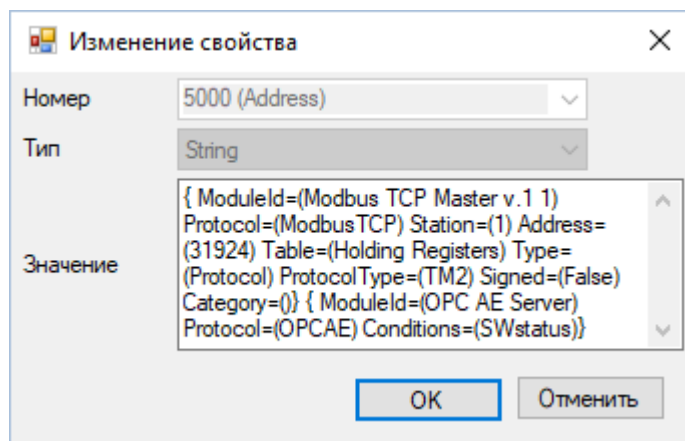 Изменение свойства
Номер 5000 (Address)
Тип String
Значение
{ ModuleId=(Modbus TCP Master v.1 1)
Protocol=(ModbusTCP) Station=(1) Address=
(31924) Table=(Holding Registers) Type=
(Protocol) ProtocolType=(TM2) Signed=(False)
Category=()} { ModuleId=(OPC AE Server)
Protocol=(OPCAE) Conditions=(SWstatus)}
OK Отменить